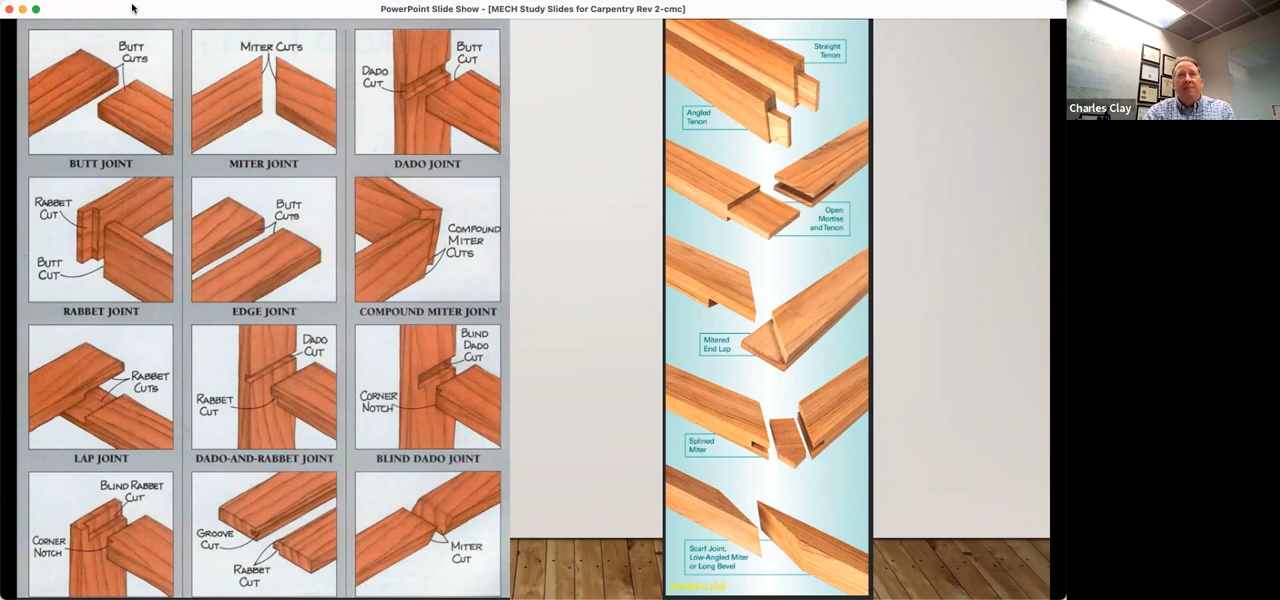 PowerPoint Slide Show - [MECH Study Slides for Carpentry Rev 2-cmc]
BUTT
CUTS
BUTT JOINT
MITER CUTS
MITER JOINT
DADO
CUT
BUTT
CUT
DADO JOINT
RABBET
CUT
BUTT
CUT
RABBET JOINT
BUTT
CUTS
EDGE JOINT
COMPOUND
MITER
CUTS
COMPOUND MITER JOINT
RABBET
CUTS
LAP JOINT
DADO
CUT
RABBET
CUT
DADO-AND-RABBET JOINT
BLIND
DADO
CUT
CORNER
NOTCH
BLIND DADO JOINT
BLIND RABBET
CUT
CORNER
NOTCH
GROOVE
CUT
RABBET
CUT
MITER
CUT
Straight
Tenon
Angled
Tenon
Open
Mortise
and Tenon
Mitered
End Lap
Splined
Miter
Scarf Joint,
Low-Angled Miter
or Long Bevel
Charles Clay